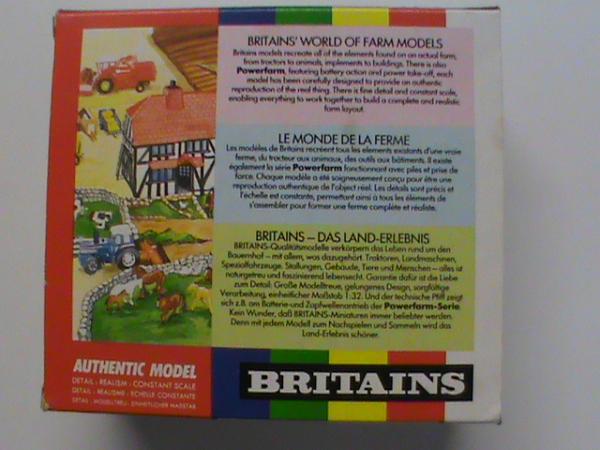 BRITAINS' WORLD OF FARM MODELS
Britains models recreate all of the elements found on an actual farm,
from tractors to animals, implements to buildings. There is also
Powerfarm, featuring battery action and power take-off, each
model has been carefully designed to provide an authentic
reproduction of the real thing. There is fine detail and constant scale,
enabling everything to work together to build a complete and realistic
farm layout.
LE MONDE DE LA FERME
Les modèles de Britains recréent tous les elements existants d'une vraie
ferme, du tracteur aux animaux, des outils aux bâtiments. Il existe
également la série Powerfarm fonctionnant avec piles et prise de
force. Chaque modèle a été soigneusement conçu pour être une
reproduction authentique de l'objet réel. Les détails sont précis et
l'échelle est constante, permettant ainsi à tous les élements de
s'assembler pour former une ferme complète et réaliste.
BRITAINS – DAS LAND-ERLEBNIS
BRITAINS-Qualitätsmodelle verkörpern das Leben rund um den
Bauernhof – mit allem, was dazugehört. Traktoren, Landmaschinen,
Spezialfahrzeuge, Stallungen, Gebäude, Tiere und Menschen – alles ist
naturgetreu und faszinierend lebensecht. Garantie dafür ist die Liebe
zum Detail: Große Modelltreue, gelungenes Design, sorgfältige
Verarbeitung, einheitlicher Maßstab 1:32. Und der technische Pfiff zeigt
sich z.B. am Batterie-und Zapfwellenantrieb der Powerfarm-Serie.
Kein Wunder, daß BRITAINS-Miniaturen immer beliebter werden.
Denn mit jedem Modell zum Nachspielen und Sammeln wird das
Land-Erlebnis schöner.
AUTHENTIC MODEL
DETAIL . REALISM . CONSTANT SCALE
DETAIL . REALISME . ECHELLE CONSTANTE
DETAIL . MODELLTREU . EINHEITLICHER MASSTAB
BRITAINS